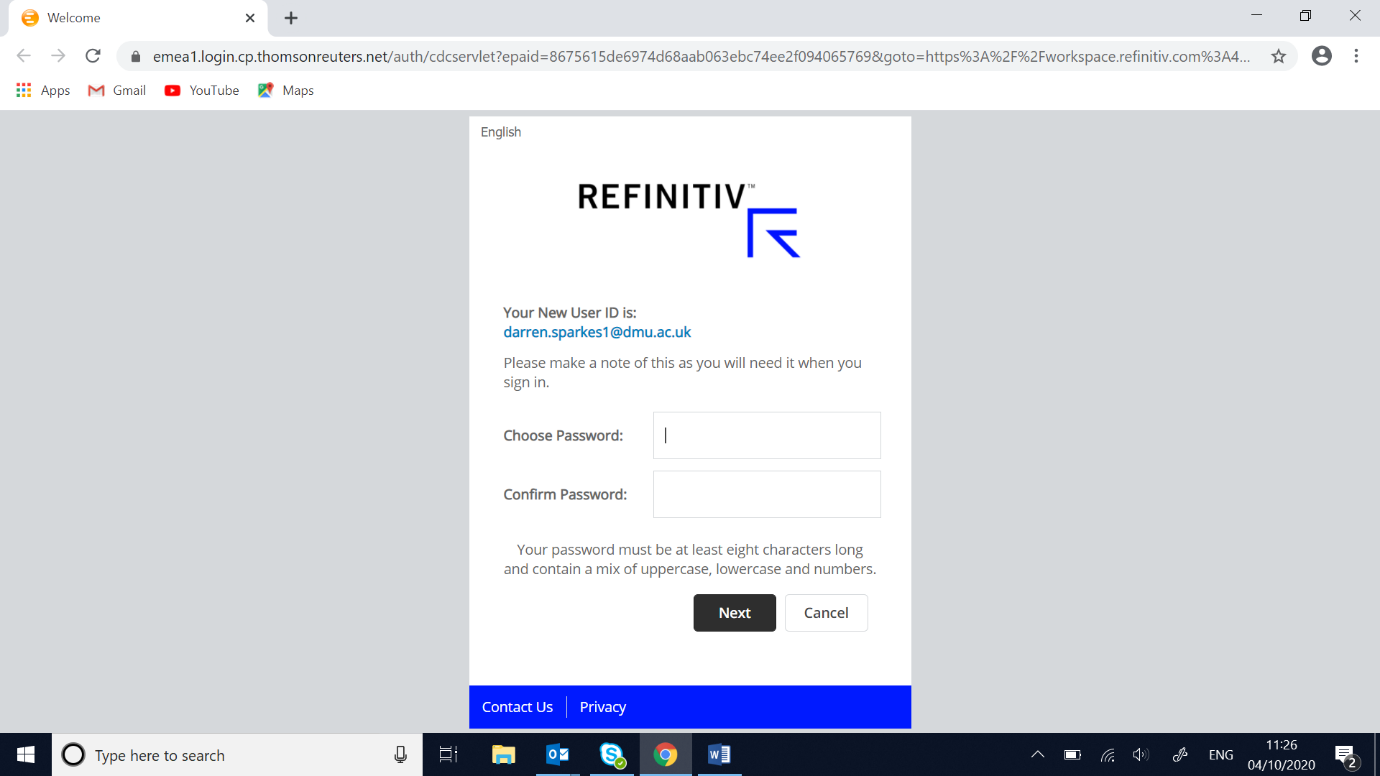 Welcome
emea1.login.cp.thomsonreuters.net/auth/cdcservlet?epaid=8675615de6974d68aab063ebc74ee2f094065769&goto=https%3A%2F%2Fworkspace.refinitiv.com%3A4...
Apps Gmail YouTube Maps
English
REFINITIV™
Your New User ID is:
darren.sparkes1@dmu.ac.uk
Please make a note of this as you will need it when you
sign in.
Choose Password:
Confirm Password:
Your password must be at least eight characters long
and contain a mix of uppercase, lowercase and numbers.
Next Cancel
Contact Us Privacy
Type here to search
ENG
11:26
04/10/2020
2